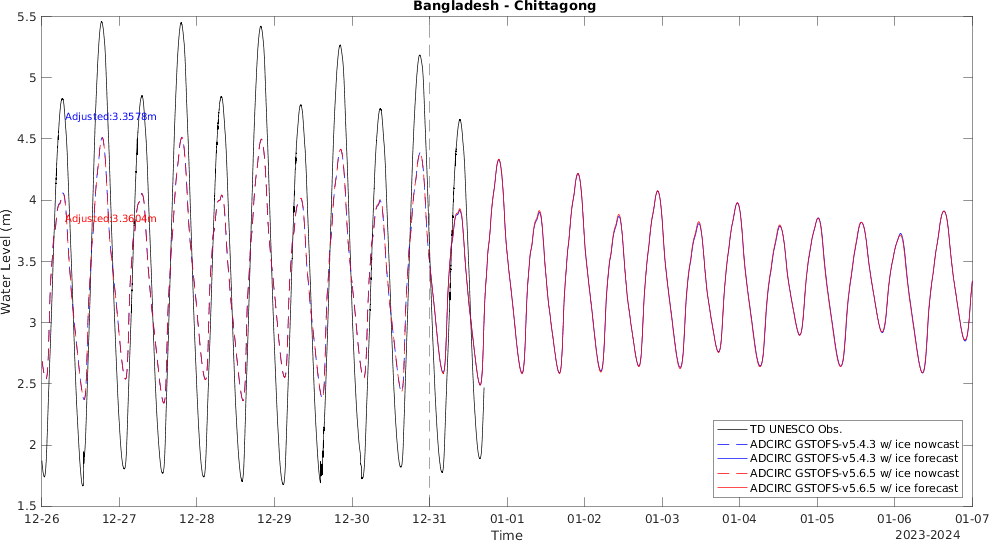 Bangladesh - Chittagong
5.5
5
4.5
4
3.5
3
2.5
2
1.5
Water Level (m)
Adjusted:3.3578m
Adjusted:3.3604m
TD UNESCO Obs.
ADCIRC GSTOFS-v5.4.3 w/ ice nowcast
ADCIRC GSTOFS-v5.4.3 w/ ice forecast
ADCIRC GSTOFS-v5.6.5 w/ ice nowcast
ADCIRC GSTOFS-v5.6.5 w/ ice forecast
12-26 12-27 12-28 12-29 12-30 12-31 01-01 01-02 01-03 01-04 01-05 01-06 01-07
Time
2023-2024